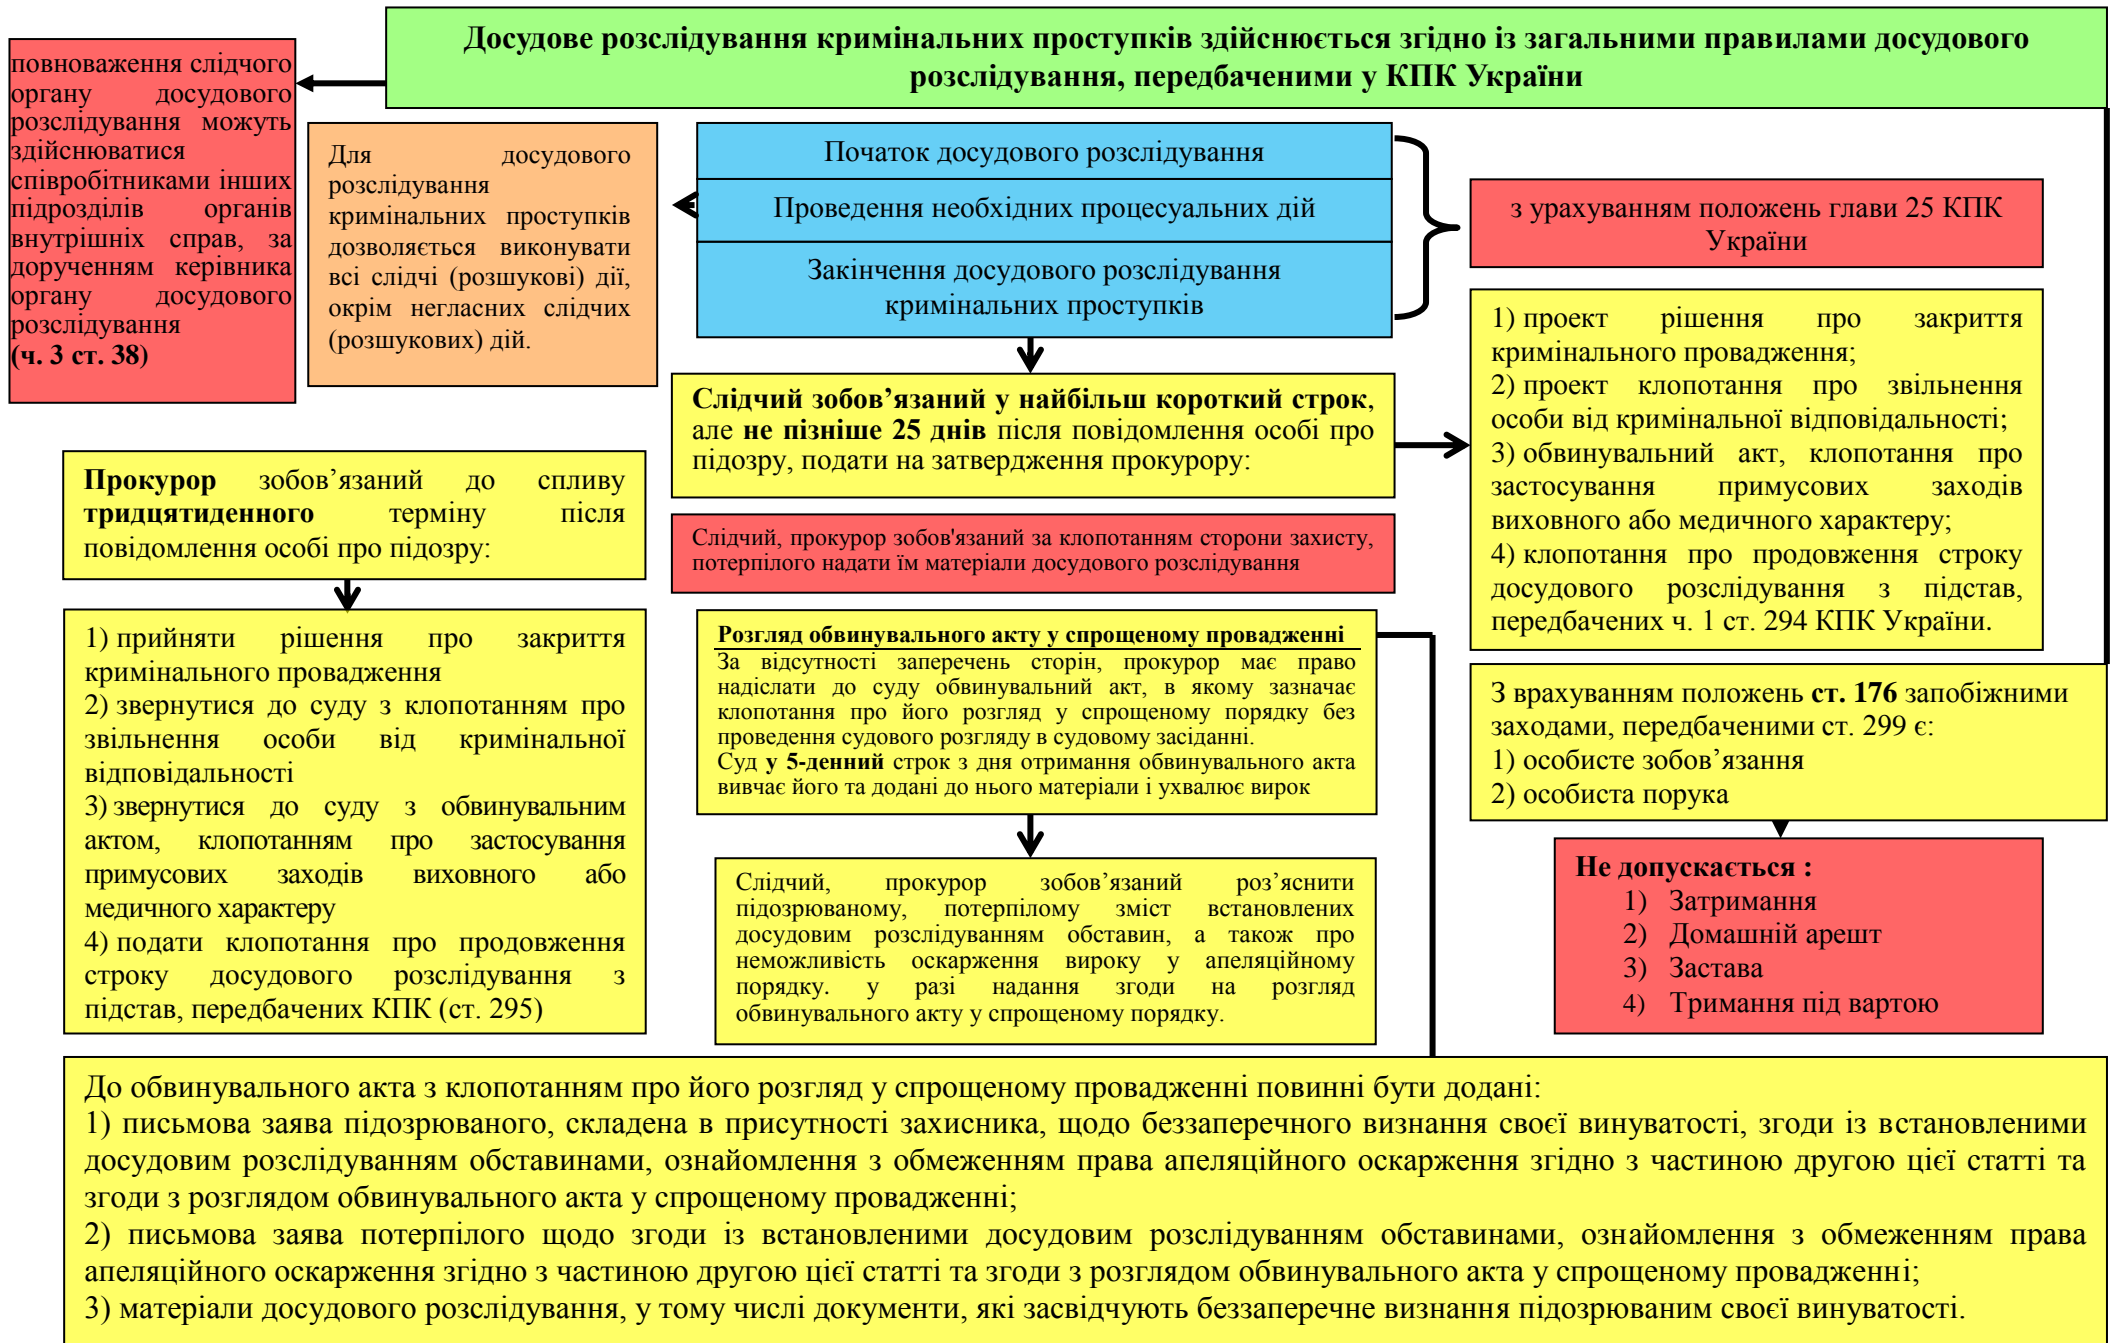 Досудове розслідування кримінальних проступків здійснюється згідно із загальними правилами досудового
розслідування, передбаченими у КПК України
повноваження слідчого
органу досудового
розслідування можуть
здійснюватися
співробітниками інших
підрозділів органів
внутрішніх справ, за
дорученням керівника
органу досудового
розслідування
(ч. 3 ст. 38)
Для досудового
розслідування
кримінальних проступків
дозволяється виконувати
всі слідчі (розшукові) дії,
окрім негласних слідчих
(розшукових) дій.
Початок досудового розслідування
Проведення необхідних процесуальних дій
Закінчення досудового розслідування
кримінальних проступків
з урахуванням положень глави 25 КПК
України
Слідчий зобов’язаний у найбільш короткий строк,
але не пізніше 25 днів після повідомлення особі про
підозру, подати на затвердження прокурору:
1) проект рішення про закриття
кримінального провадження;
2) проект клопотання про звільнення
особи від кримінальної відповідальності;
3) обвинувальний акт, клопотання про
застосування примусових заходів
виховного або медичного характеру;
4) клопотання про продовження строку
досудового розслідування з підстав,
передбачених ч. 1 ст. 294 КПК України.
Прокурор зобов’язаний до спливу
тридцятиденного терміну після
повідомлення особі про підозру:
Слідчий, прокурор зобов'язаний за клопотанням сторони захисту,
потерпілого надати їм матеріали досудового розслідування
1) прийняти рішення про закриття
кримінального провадження
2) звернутися до суду з клопотанням про
звільнення особи від кримінальної
відповідальності
3) звернутися до суду з обвинувальним
актом, клопотанням про застосування
примусових заходів виховного або
медичного характеру
4) подати клопотання про продовження
строку досудового розслідування з
підстав, передбачених КПК (ст. 295)
Розгляд обвинувального акту у спрощеному провадженні
За відсутності заперечень сторін, прокурор має право
надіслати до суду обвинувальний акт, в якому зазначає
клопотання про його розгляд у спрощеному порядку без
проведення судового розгляду в судовому засіданні.
Суд у 5-денний строк з дня отримання обвинувального акта
вивчає його та додані до нього матеріали і ухвалює вирок
З врахуванням положень ст. 176 запобіжними
заходами, передбаченими ст. 299 є:
1) особисте зобов’язання
2) особиста порука
Слідчий, прокурор зобов’язаний роз’яснити
підозрюваному, потерпілому зміст встановлених
досудовим розслідуванням обставин, а також про
неможливість оскарження вироку у апеляційному
порядку. у разі надання згоди на розгляд
обвинувального акту у спрощеному порядку.
Не допускається :
1) Затримання
2) Домашній арешт
3) Застава
4) Тримання під вартою
До обвинувального акта з клопотанням про його розгляд у спрощеному провадженні повинні бути додані:
1) письмова заява підозрюваного, складена в присутності захисника, щодо беззаперечного визнання своєї винуватості, згоди із встановленими
досудовим розслідуванням обставинами, ознайомлення з обмеженням права апеляційного оскарження згідно з частиною другою цієї статті та
згоди з розглядом обвинувального акта у спрощеному провадженні;
2) письмова заява потерпілого щодо згоди із встановленими досудовим розслідуванням обставинами, ознайомлення з обмеженням права
апеляційного оскарження згідно з частиною другою цієї статті та згоди з розглядом обвинувального акта у спрощеному провадженні;
3) матеріали досудового розслідування, у тому числі документи, які засвідчують беззаперечне визнання підозрюваним своєї винуватості.